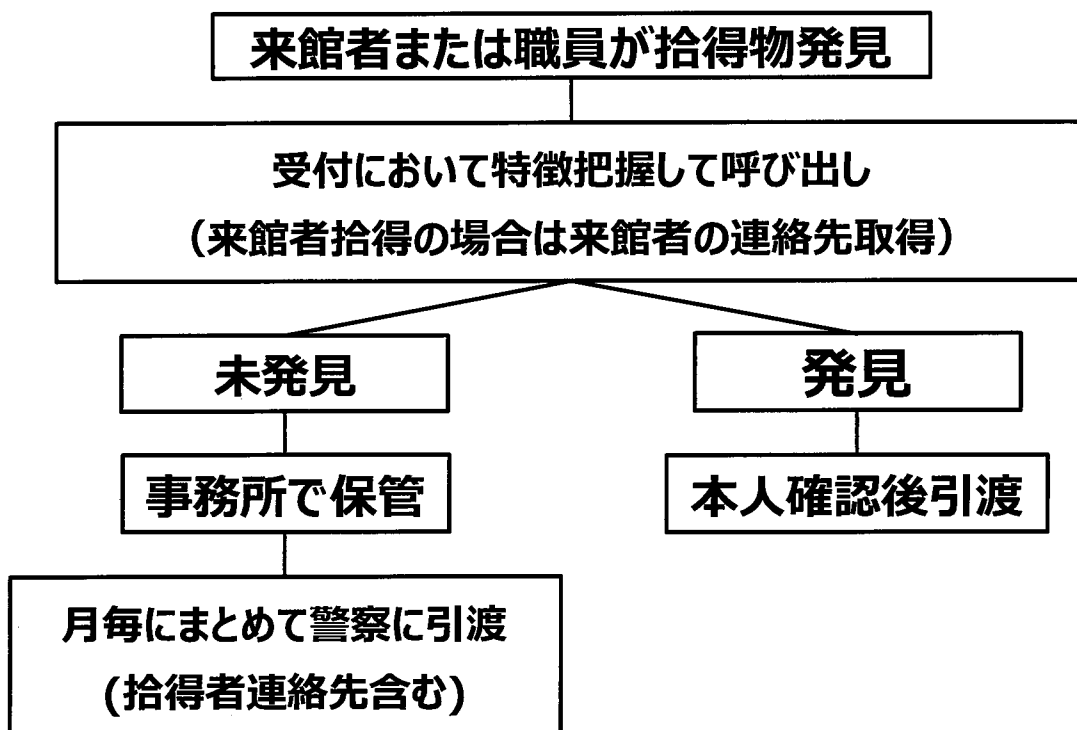 来館者または職員が拾得物発見
受付において特徴把握して呼び出し
（来館者拾得の場合は来館者の連絡先取得）
未発見
発見
事務所で保管
本人確認後引渡
月毎にまとめて警察に引渡
(拾得者連絡先含む)